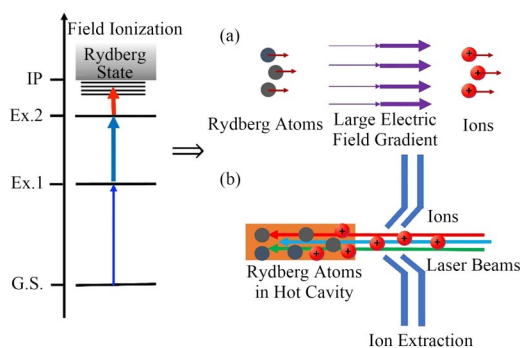 Field Ionization
Rydberg
State
IP
Ex.2
Ex.1
G.S.
(a)
Rydberg Atoms
Large Electric
Field Gradient
Ions
+
+
+
(b)
Ions
Laser Beams
Rydberg Atoms
in Hot Cavity
+
+
+
+
+
+
+
Ion Extraction